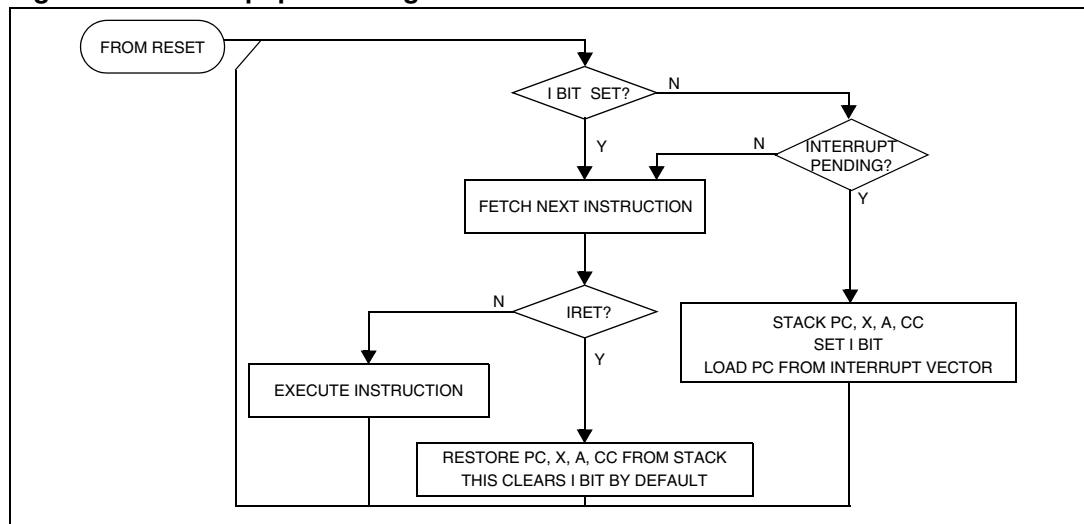 FROM RESET
I BIT SET?
N
Y
N
INTERRUPT
PENDING?
Y
FETCH NEXT INSTRUCTION
N
IRET?
Y
STACK PC, X, A, CC
SET I BIT
LOAD PC FROM INTERRUPT VECTOR
EXECUTE INSTRUCTION
RESTORE PC, X, A, CC FROM STACK
THIS CLEARS I BIT BY DEFAULT